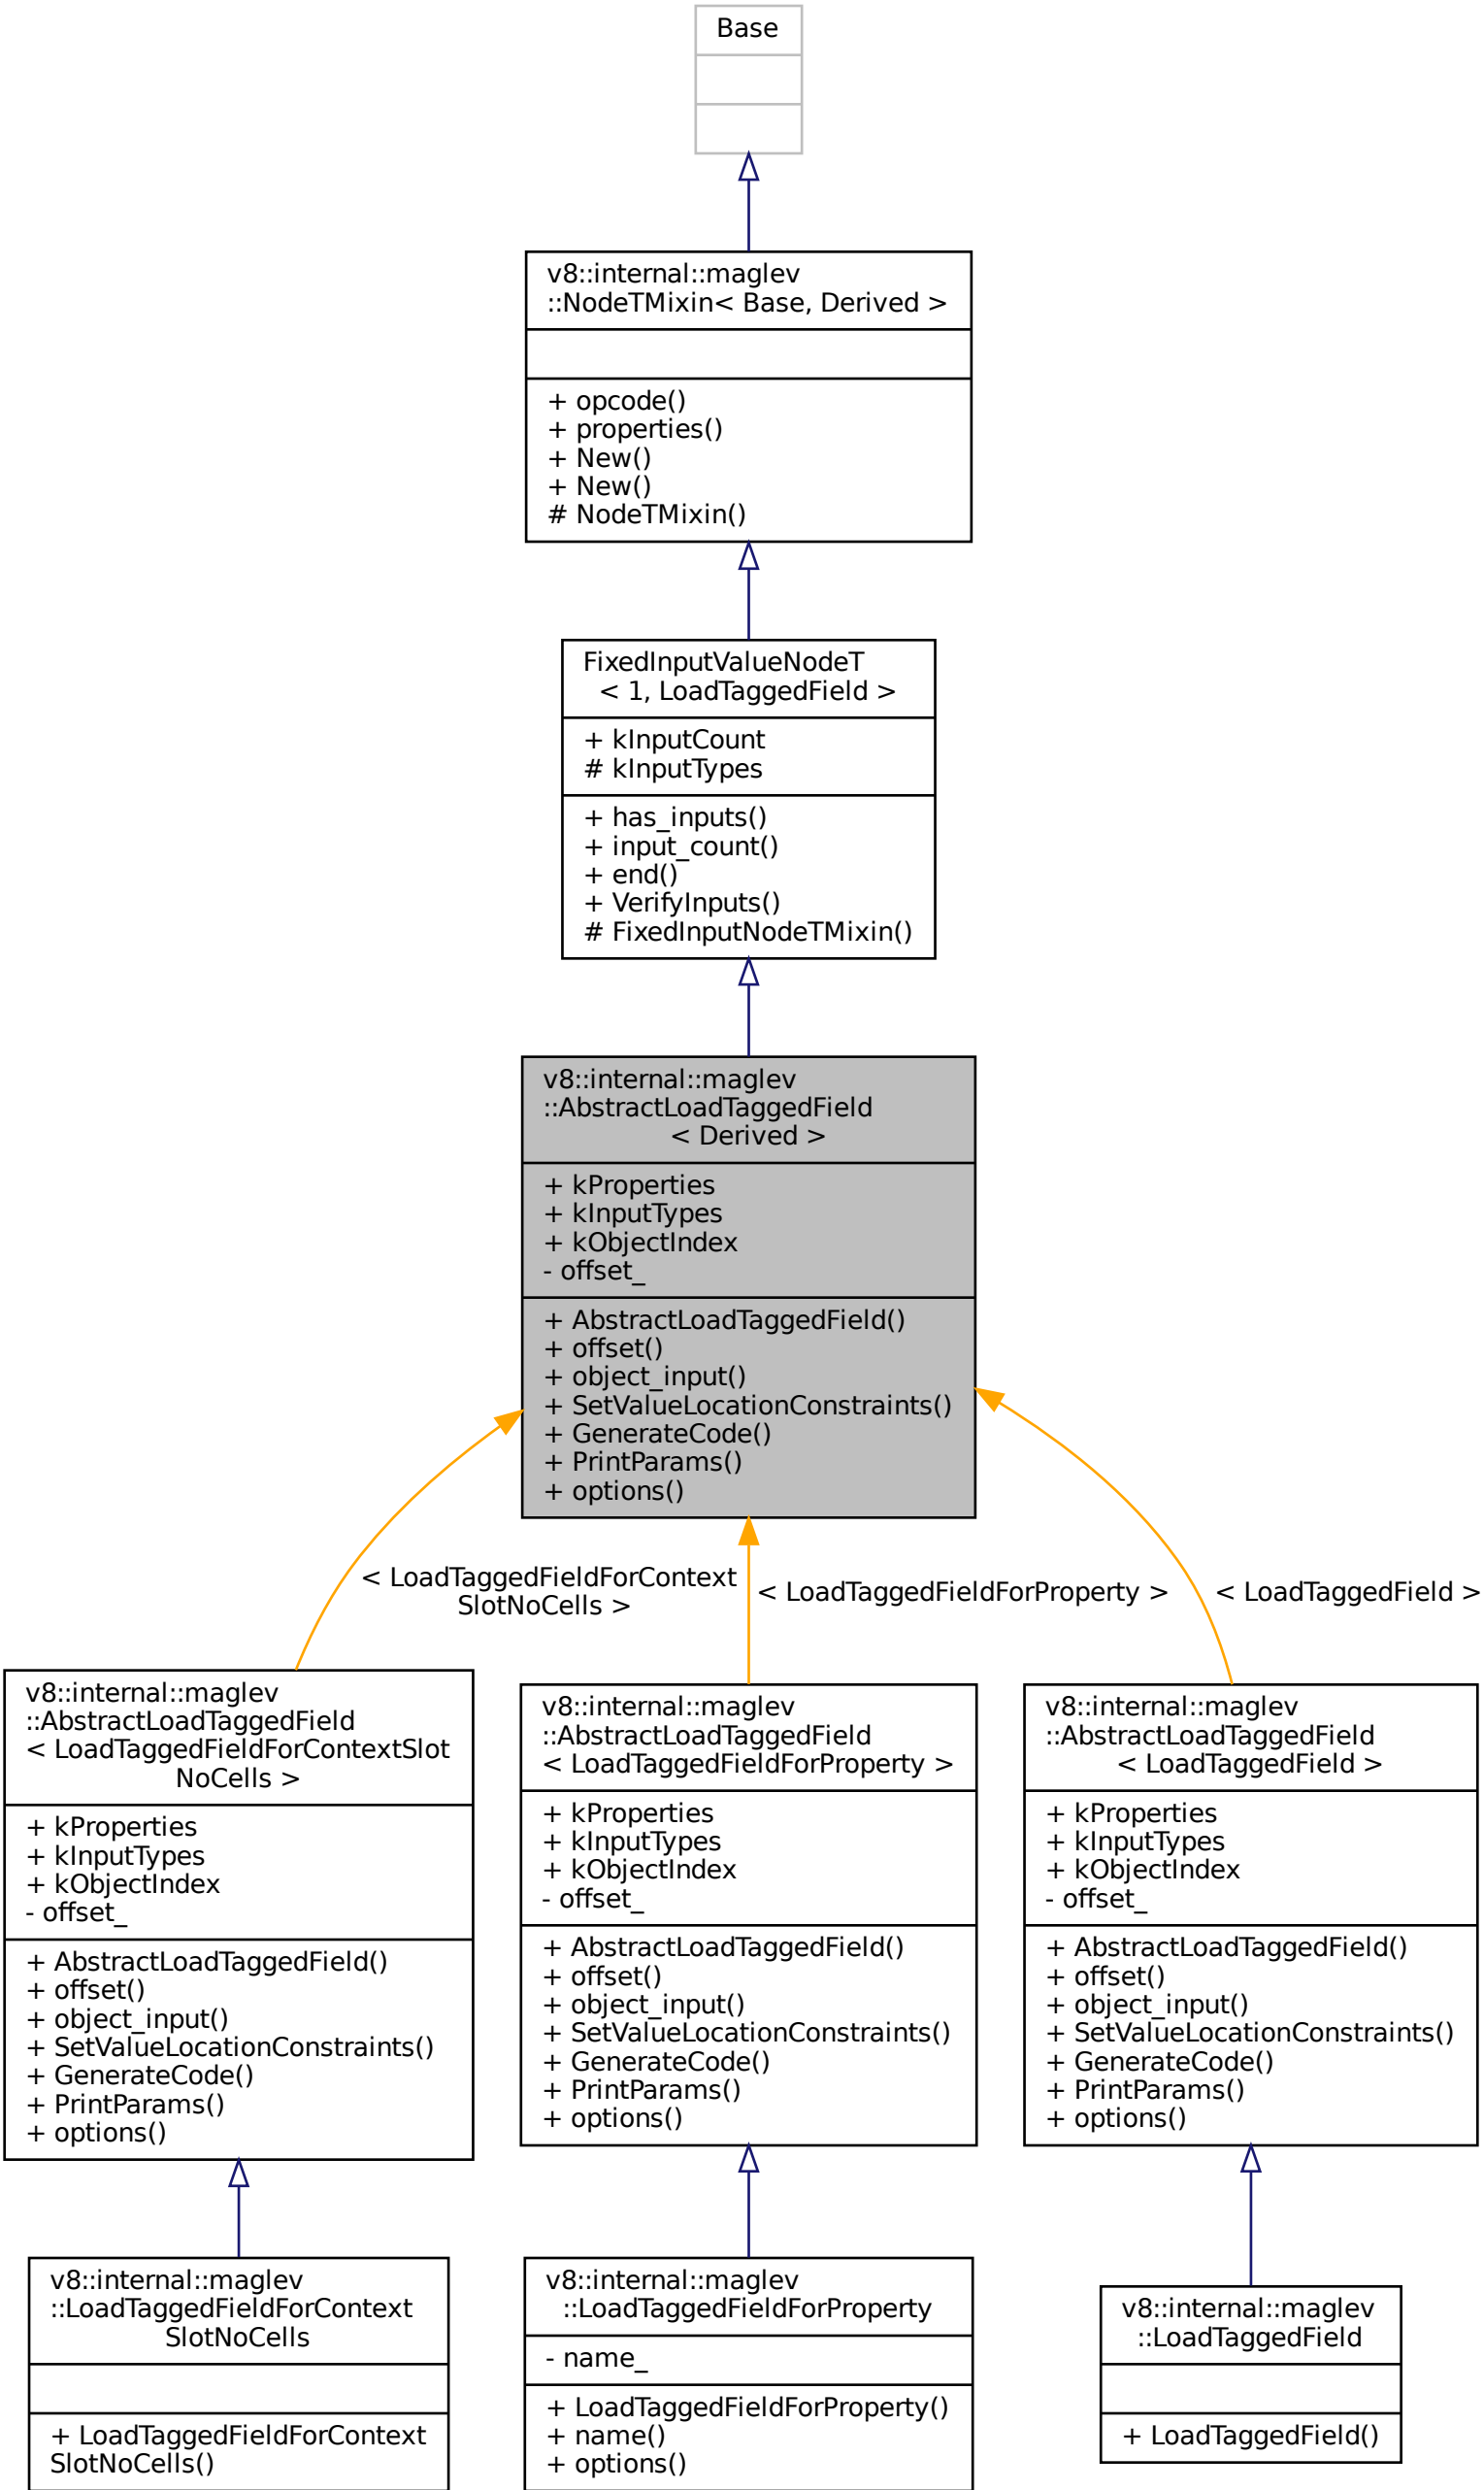 Base
v8::internal::maglev
::NodeTMixin< Base, Derived >
+ opcode()
+ properties()
+ New()
+ New()
# NodeTMixin()
FixedInputValueNodeT
< 1, LoadTaggedField >
+ kInputCount
# kInputTypes
+ has_inputs()
+ input_count()
+ end()
+ VerifyInputs()
# FixedInputNodeTMixin()
v8::internal::maglev
::AbstractLoadTaggedField
< Derived >
+ kProperties
+ kInputTypes
+ kObjectIndex
- offset_
+ AbstractLoadTaggedField()
+ offset()
+ object_input()
+ SetValueLocationConstraints()
+ GenerateCode()
+ PrintParams()
+ options()
< LoadTaggedFieldForContext
SlotNoCells >
< LoadTaggedFieldForProperty >
< LoadTaggedField >
v8::internal::maglev
::AbstractLoadTaggedField
< LoadTaggedFieldForContextSlot
NoCells >
+ kProperties
+ kInputTypes
+ kObjectIndex
- offset_
+ AbstractLoadTaggedField()
+ offset()
+ object_input()
+ SetValueLocationConstraints()
+ GenerateCode()
+ PrintParams()
+ options()
v8::internal::maglev
::AbstractLoadTaggedField
< LoadTaggedFieldForProperty >
+ kProperties
+ kInputTypes
+ kObjectIndex
- offset_
+ AbstractLoadTaggedField()
+ offset()
+ object_input()
+ SetValueLocationConstraints()
+ GenerateCode()
+ PrintParams()
+ options()
v8::internal::maglev
::AbstractLoadTaggedField
< LoadTaggedField >
+ kProperties
+ kInputTypes
+ kObjectIndex
- offset_
+ AbstractLoadTaggedField()
+ offset()
+ object_input()
+ SetValueLocationConstraints()
+ GenerateCode()
+ PrintParams()
+ options()
v8::internal::maglev
::LoadTaggedFieldForContext
SlotNoCells
+ LoadTaggedFieldForContext
SlotNoCells()
v8::internal::maglev
::LoadTaggedFieldForProperty
- name_
+ LoadTaggedFieldForProperty()
+ name()
+ options()
v8::internal::maglev
::LoadTaggedField
+ LoadTaggedField()